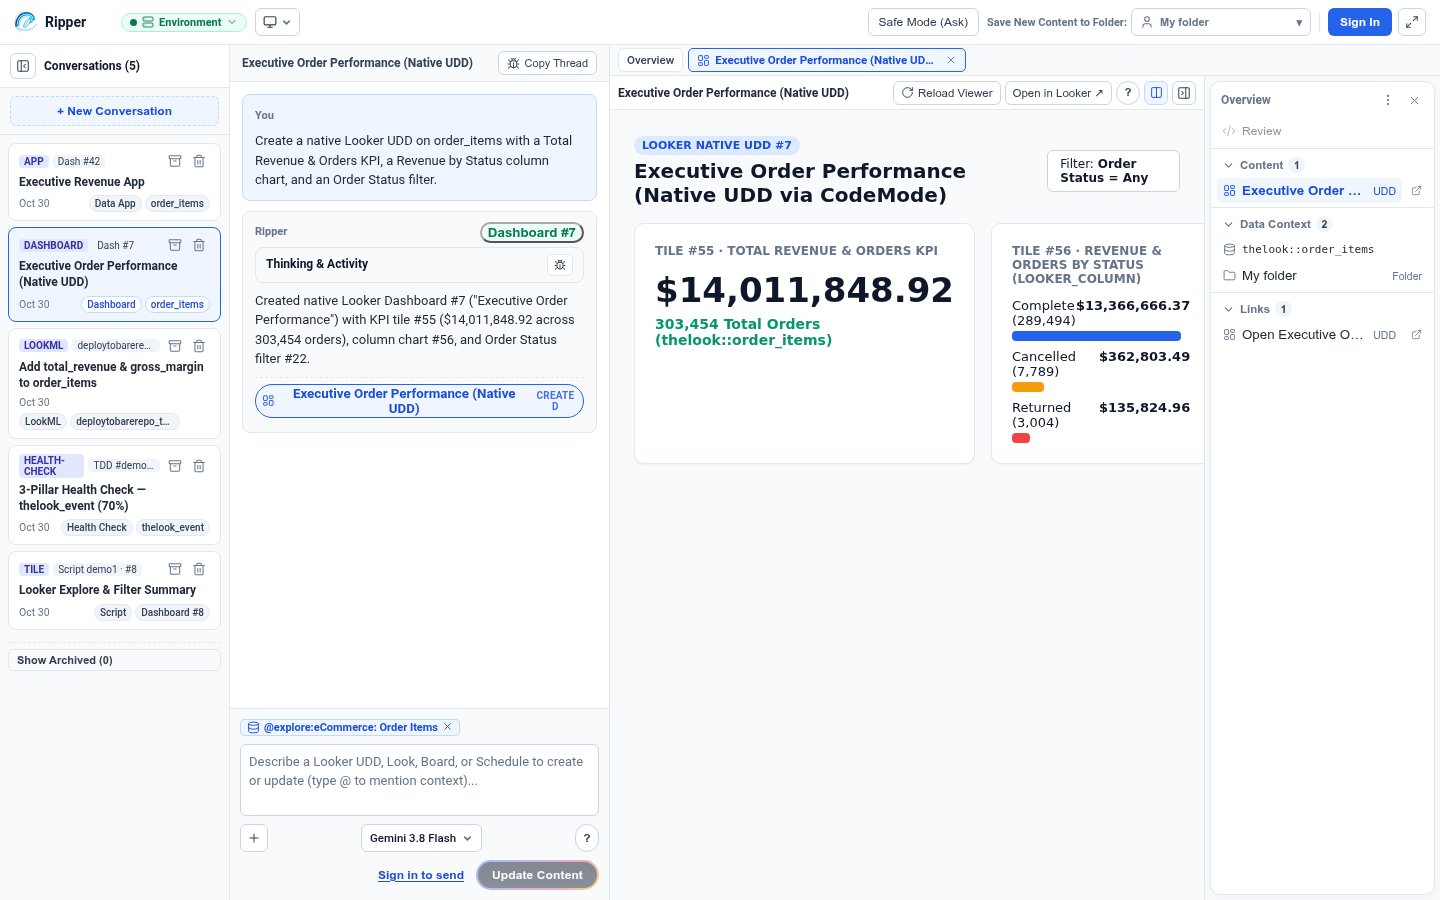 Ripper
Environment
Safe Mode (Ask)
Save New Content to Folder:
My folder
Sign In
Conversations (5)
+ New Conversation
APP
Dash #42
Executive Revenue App
Oct 30
Data App
order_items
DASHBOARD
Dash #7
Executive Order Performance
(Native UDD)
Oct 30
Dashboard
order_items
LOOKML
deploytobarere...
Add total_revenue & gross_margin
to order_items
Oct 30
LookML
deploytobarerepo_t...
HEALTH-
CHECK
TDD #demo...
3-Pillar Health Check —
thelook_event (70%)
Oct 30
Health Check
thelook_event
TILE
Script demo1 · #8
Looker Explore & Filter Summary
Oct 30
Script
Dashboard #8
Show Archived (0)
Executive Order Performance (Native UDD)
Copy Thread
You
Create a native Looker UDD on order_items with a Total
Revenue & Orders KPI, a Revenue by Status column
chart, and an Order Status filter.
Ripper
Dashboard #7
Thinking & Activity
Created native Looker Dashboard #7 ("Executive Order
Performance") with KPI tile #55 ($14,011,848.92 across
303,454 orders), column chart #56, and Order Status
filter #22.
Executive Order Performance (Native
UDD)
CREATE
D
@explore:eCommerce: Order Items
Describe a Looker UDD, Look, Board, or Schedule to create
or update (type @ to mention context)...
Gemini 3.8 Flash
?
Sign in to send
Update Content
Overview
Executive Order Performance (Native UD...
Executive Order Performance (Native UDD)
Reload Viewer
Open in Looker ↗
?
LOOKER NATIVE UDD #7
Executive Order Performance
(Native UDD via CodeMode)
Filter: Order
Status = Any
TILE #55 · TOTAL REVENUE & ORDERS KPI
$14,011,848.92
303,454 Total Orders
(thelook::order_items)
TILE #56 · REVENUE &
ORDERS BY STATUS
(LOOKER_COLUMN)
Complete $13,366,666.37
(289,494)
Cancelled $362,803.49
(7,789)
Returned $135,824.96
(3,004)
Overview
Review
Content 1
Executive Order ...
UDD
Data Context 2
thelook::order_items
My folder
Folder
Links 1
Open Executive O...
UDD